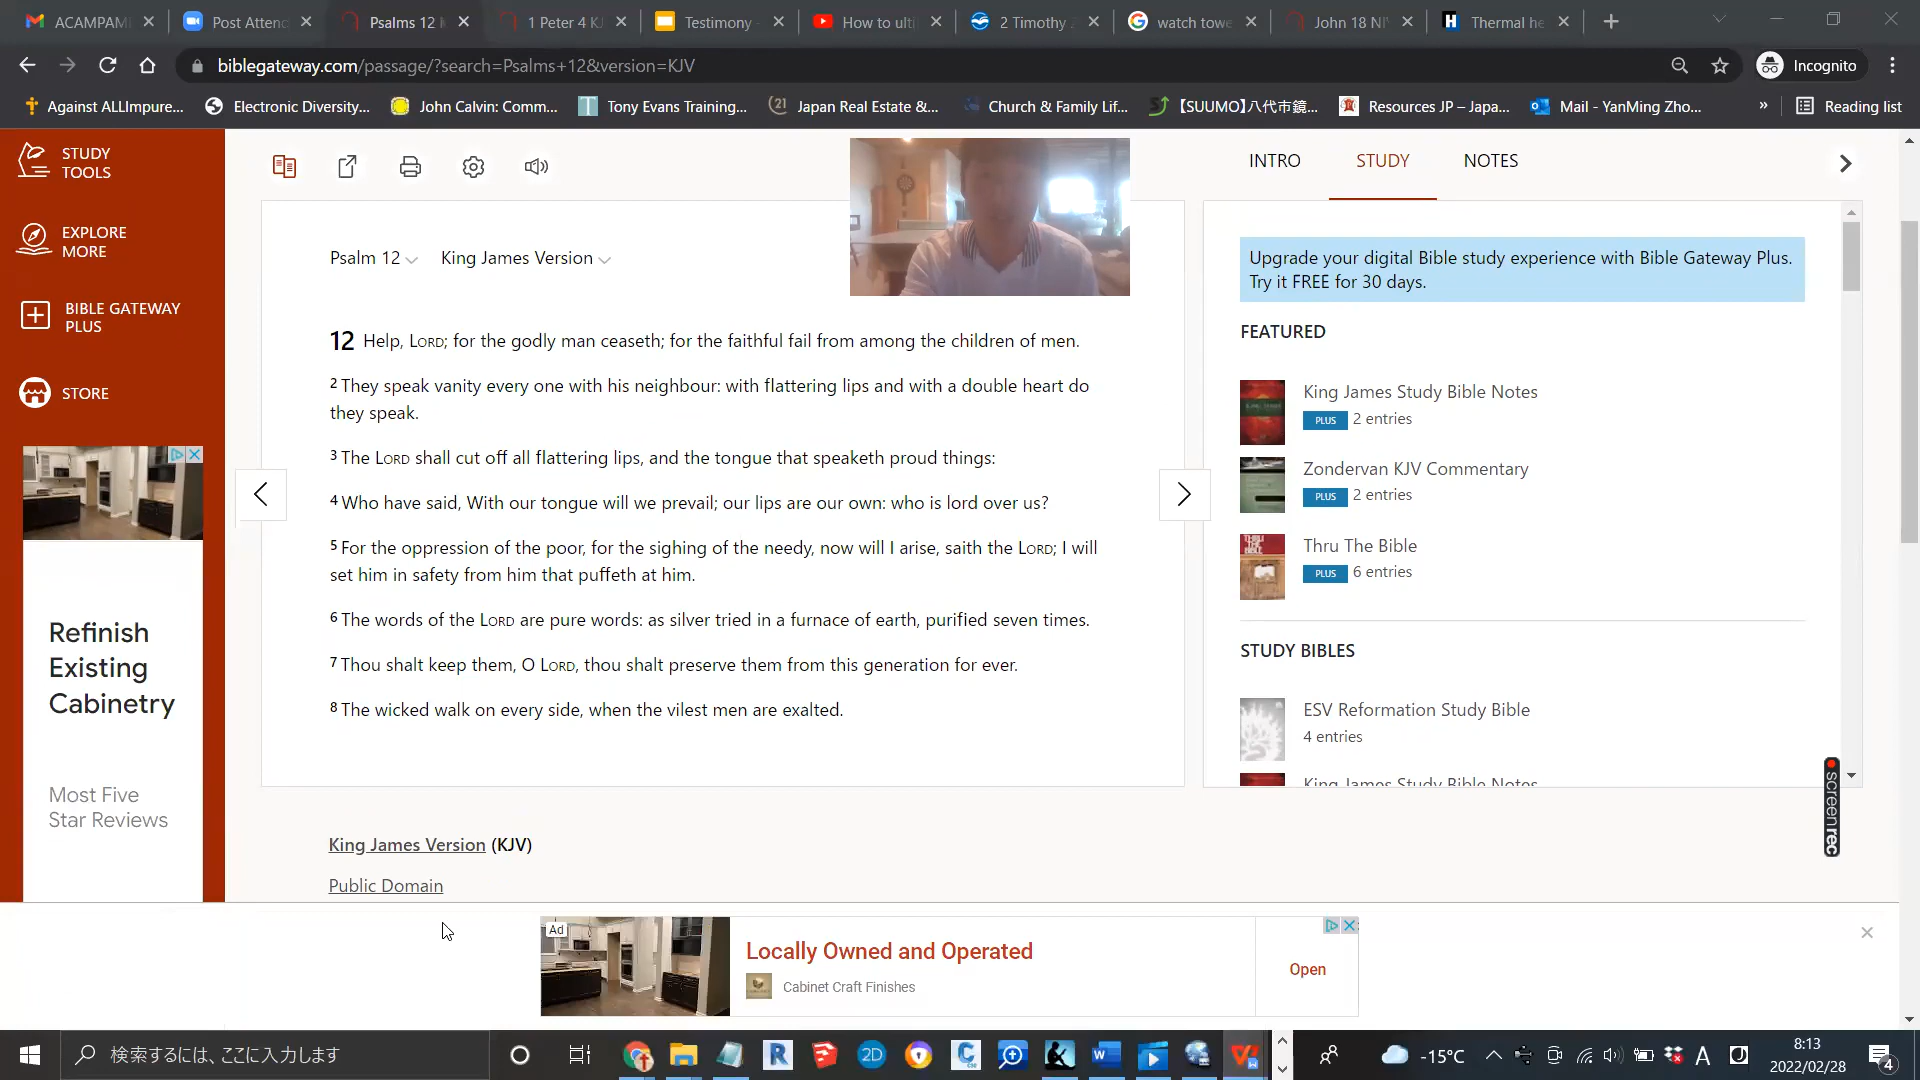 ACAMPAMI
Post Attend
Psalms 12
1 Peter 4 KJ
Testimony
How to ult
2 Timothy
watch towe
John 18 NIV
Thermal he
biblegateway.com/passage/?search=Psalms+12&version=KJV
Incognito
Against ALLImpure...
Electronic Diversity...
John Calvin: Comm...
Tony Evans Training...
Japan Real Estate &...
Church & Family Lif...
【SUUMO】八代市鏡...
Resources JP – Japa...
Mail - YanMing Zho...
»
Reading list
STUDY
TOOLS
EXPLORE
MORE
BIBLE GATEWAY
PLUS
STORE
INTRO
STUDY
NOTES
Psalm 12
King James Version
12 Help, LORD; for the godly man ceaseth; for the faithful fail from among the children of men.
2 They speak vanity every one with his neighbour: with flattering lips and with a double heart do
they speak.
3 The LORD shall cut off all flattering lips, and the tongue that speaketh proud things:
4 Who have said, With our tongue will we prevail; our lips are our own: who is lord over us?
5 For the oppression of the poor, for the sighing of the needy, now will I arise, saith the LORD; I will
set him in safety from him that puffeth at him.
6 The words of the LORD are pure words: as silver tried in a furnace of earth, purified seven times.
7 Thou shalt keep them, O LORD, thou shalt preserve them from this generation for ever.
8 The wicked walk on every side, when the vilest men are exalted.
King James Version (KJV)
Public Domain
Upgrade your digital Bible study experience with Bible Gateway Plus.
Try it FREE for 30 days.
FEATURED
King James Study Bible Notes
PLUS 2 entries
Zondervan KJV Commentary
PLUS 2 entries
Thru The Bible
PLUS 6 entries
STUDY BIBLES
ESV Reformation Study Bible
4 entries
King James Study Bible Notes
screenrec
Refinish
Existing
Cabinetry
Most Five
Star Reviews
Ad
Locally Owned and Operated
Cabinet Craft Finishes
Open
検索するには、ここに入力します
-15°C
A
8:13
2022/02/28
4